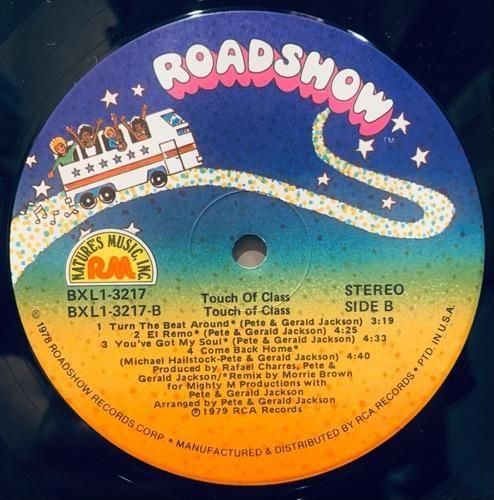 ROADSHOW
TM
NATURE'S MUSIC, INC.
RM
BXL1-3217 Touch Of Class STEREO
BXL1-3217-B Touch of Class SIDE B
1 Turn The Beat Around* (Pete & Gerald Jackson) 3:19
2 El Remo* (Pete & Gerald Jackson) 4:25
3 You've Got My Soul* (Pete & Gerald Jackson) 4:33
4 Come Back Home*
(Michael Hailstock-Pete & Gerald Jackson) 4:40
Produced by Rafael Charres, Pete &
Gerald Jackson/*Remix by Morrie Brown
for Mighty M Productions with
Pete & Gerald Jackson
Arranged by Pete & Gerald Jackson
℗ 1979 RCA Records
© 1978 ROADSHOW RECORDS CORP. • MANUFACTURED & DISTRIBUTED BY RCA RECORDS • PTD. IN U.S.A.